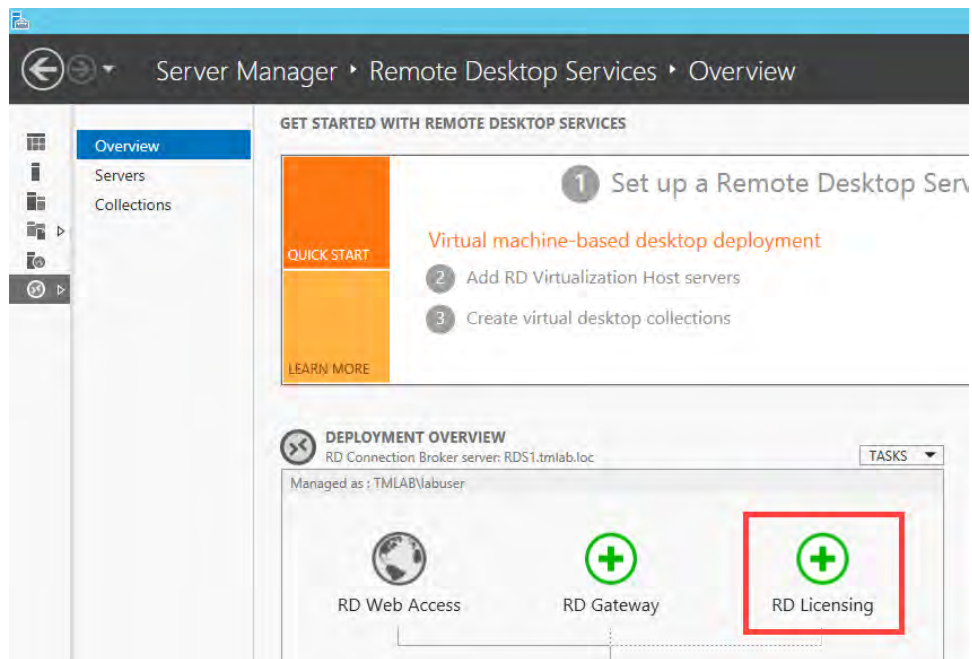 Server Manager ‣ Remote Desktop Services ‣ Overview
Overview
Servers
Collections
GET STARTED WITH REMOTE DESKTOP SERVICES
1 Set up a Remote Desktop Serv
QUICK START
Virtual machine-based desktop deployment
2 Add RD Virtualization Host servers
3 Create virtual desktop collections
LEARN MORE
DEPLOYMENT OVERVIEW
RD Connection Broker server: RDS1.tmlab.loc
TASKS
Managed as : TMLAB\labuser
RD Web Access
RD Gateway
RD Licensing